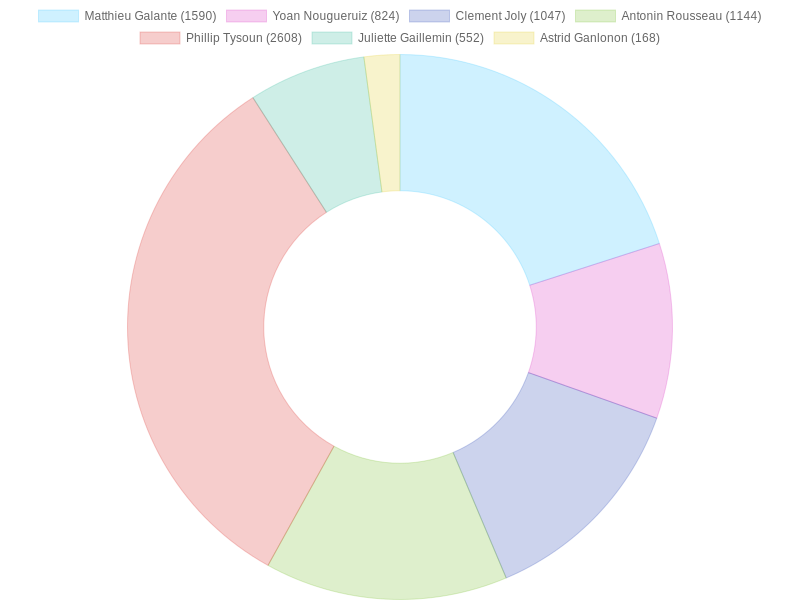 Matthieu Galante (1590) Yoan Nougueruiz (824) Clement Joly (1047) Antonin Rousseau (1144)
Phillip Tysoun (2608) Juliette Gaillemin (552) Astrid Ganlonon (168)